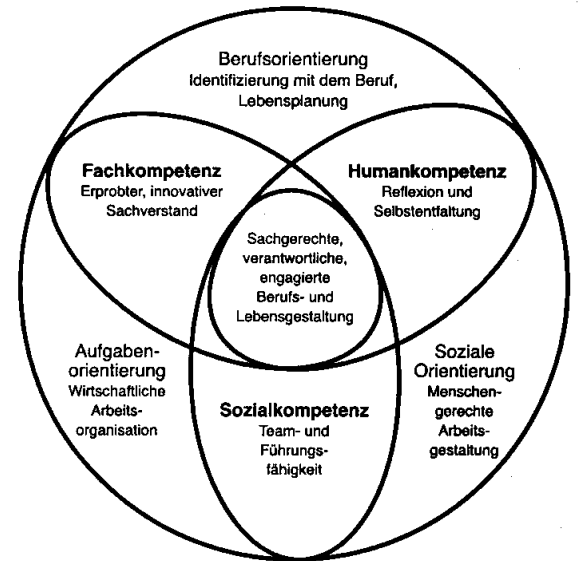 Berufsorientierung
Identifizierung mit dem Beruf,
Lebensplanung
Fachkompetenz
Erprobter, innovativer
Sachverstand
Humankompetenz
Reflexion und
Selbstentfaltung
Sachgerechte,
verantwortliche,
engagierte
Berufs- und
Lebensgestaltung
Aufgaben-
orientierung
Wirtschaftliche
Arbeits-
organisation
Sozialkompetenz
Team- und
Führungs-
fähigkeit
Soziale
Orientierung
Menschen-
gerechte
Arbeits-
gestaltung